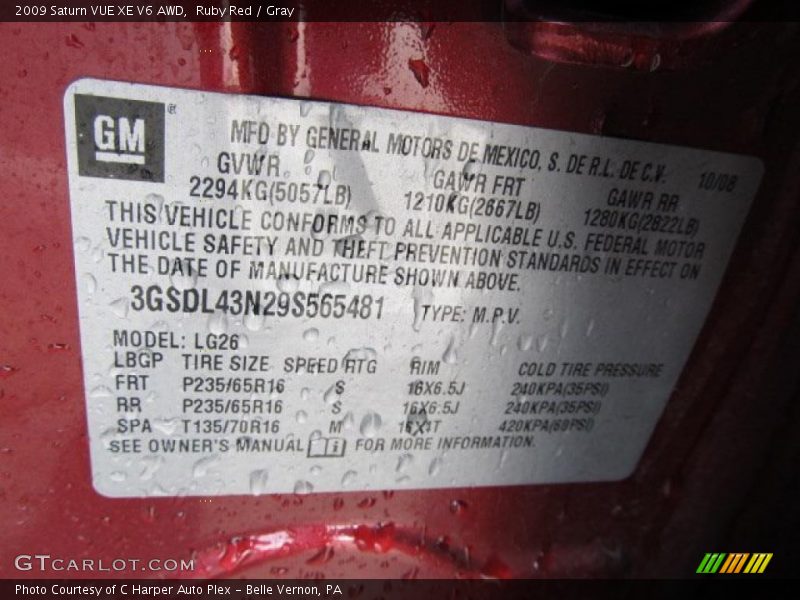 2009 Saturn VUE XE V6 AWD, Ruby Red / Gray
GM ®
MFD BY GENERAL MOTORS DE MEXICO, S. DE R.L. DE C.V.
10/08
GVWR GAWR FRT GAWR RR
2294KG(5057LB) 1210KG(2667LB) 1280KG(2822LB)
THIS VEHICLE CONFORMS TO ALL APPLICABLE U.S. FEDERAL MOTOR
VEHICLE SAFETY AND THEFT PREVENTION STANDARDS IN EFFECT ON
THE DATE OF MANUFACTURE SHOWN ABOVE.
3GSDL43N29S565481 TYPE: M.P.V.
MODEL: LG26
LBGP TIRE SIZE SPEED RTG RIM COLD TIRE PRESSURE
FRT P235/65R16 S 16X6.5J 240KPA(35PSI)
RR P235/65R16 S 16X6.5J 240KPA(35PSI)
SPA T135/70R16 M 16X4T 420KPA(60PSI)
SEE OWNER'S MANUAL i FOR MORE INFORMATION.
GTCARLOT.COM
Photo Courtesy of C Harper Auto Plex – Belle Vernon, PA